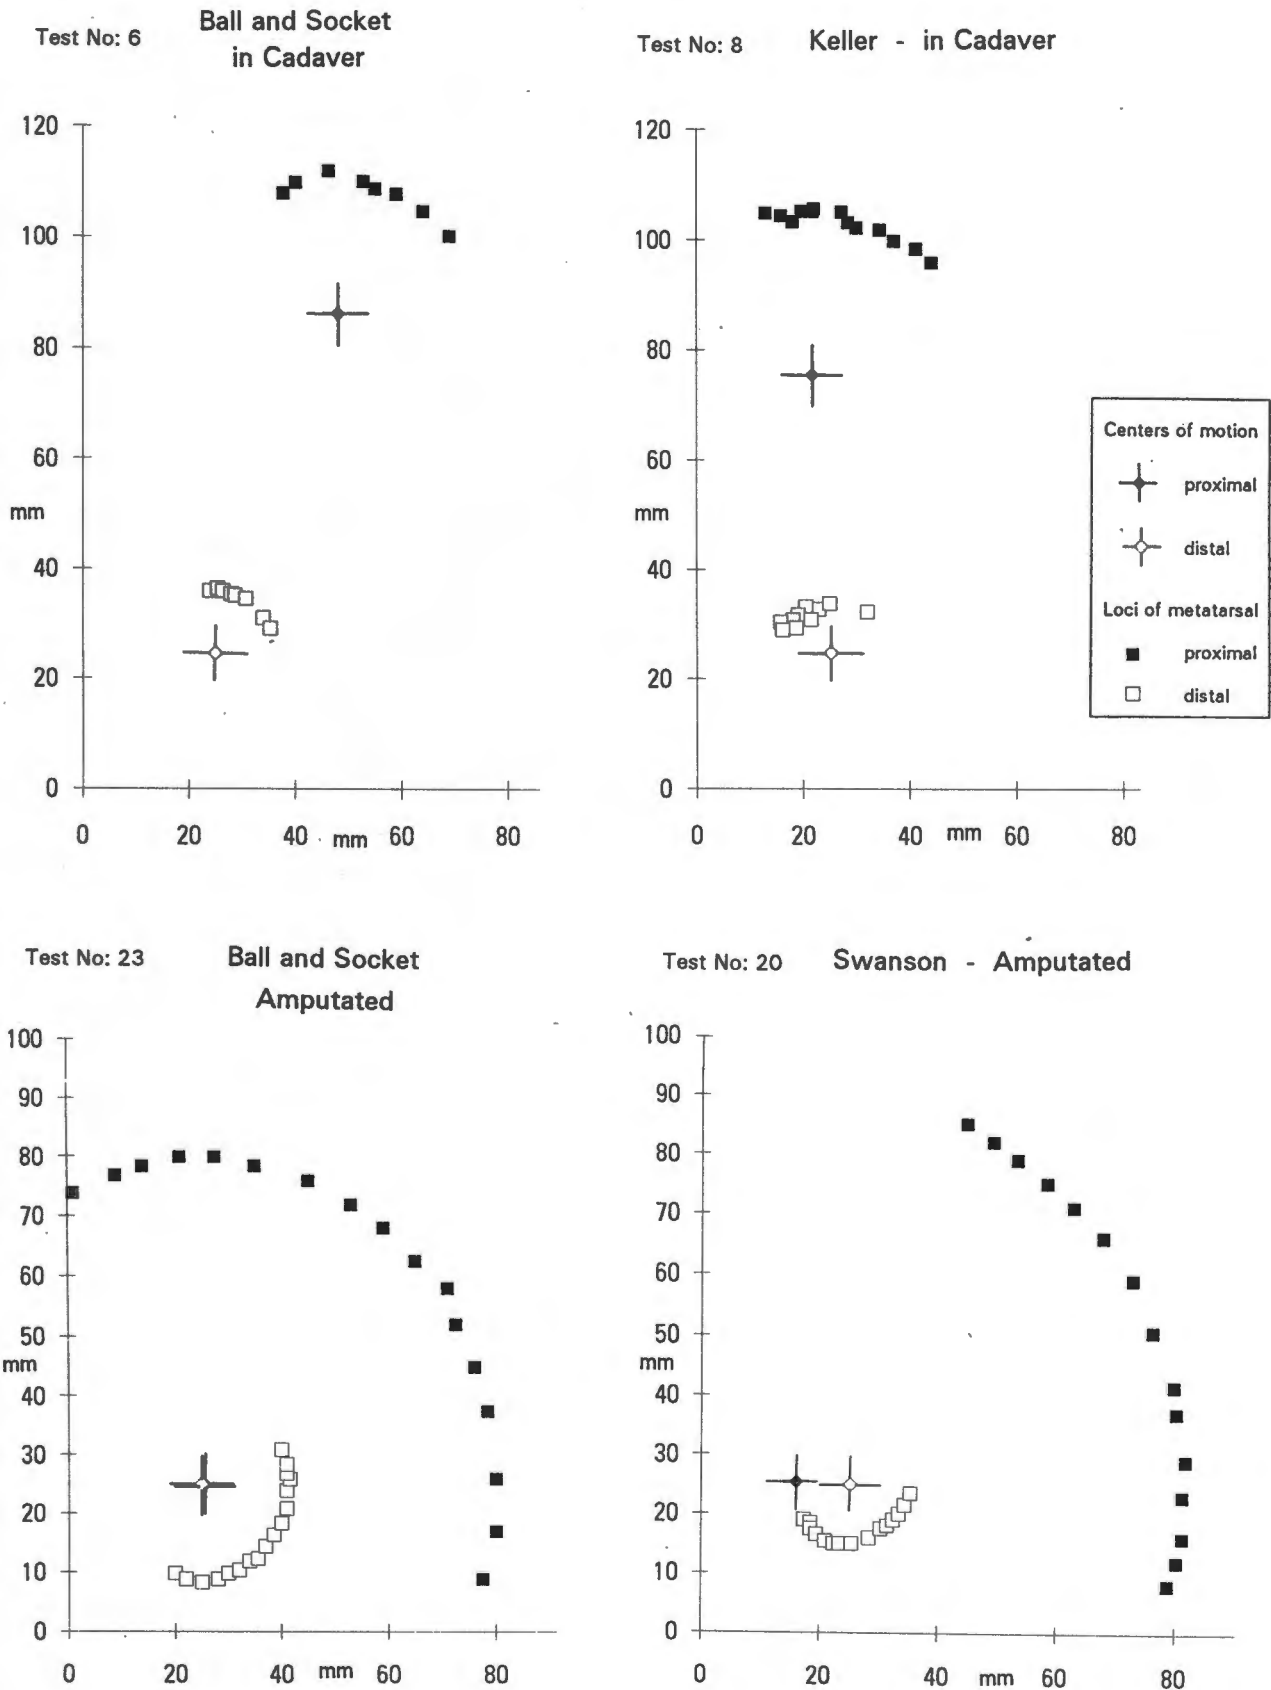 Test No: 6
Ball and Socket
in Cadaver
120
100
80
60
mm
40
20
0
0 20 40 mm 60 80
Test No: 8
Keller - in Cadaver
120
100
80
60
mm
40
20
0
0 20 40 mm 60 80
Centers of motion
proximal
distal
Loci of metatarsal
proximal
distal
Test No: 23
Ball and Socket
Amputated
100
90
80
70
60
50
mm
40
30
20
10
0
0 20 40 mm 60 80
Test No: 20
Swanson - Amputated
100
90
80
70
60
50
mm
40
30
20
10
0
0 20 40 mm 60 80